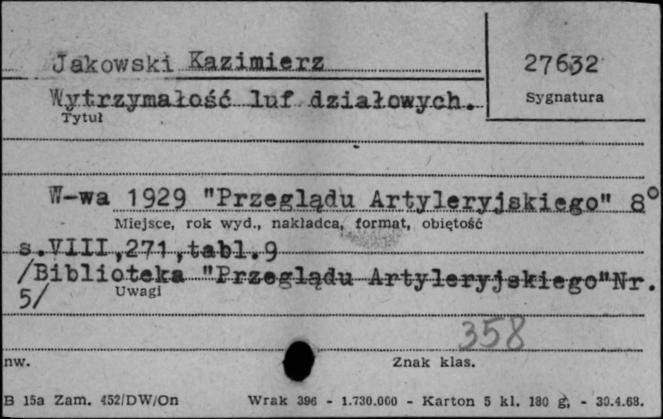 Jakowski Kazimierz
27632
Wytrzymałość luf działowych.
Sygnatura
Tytuł
W-wa 1929 "Przeglądu Artyleryjskiego" 8°
Miejsce, rok wyd., nakładca, format, objętość
s.VIII,271,tabl.9
/Biblioteka "Przeglądu Artyleryjskiego"Nr.
5/
Uwagi
358
nw.
Znak klas.
B 15a Zam. 452/DW/On Wrak 396 - 1.730.000 - Karton 5 kl. 180 g, - 30.4.68.